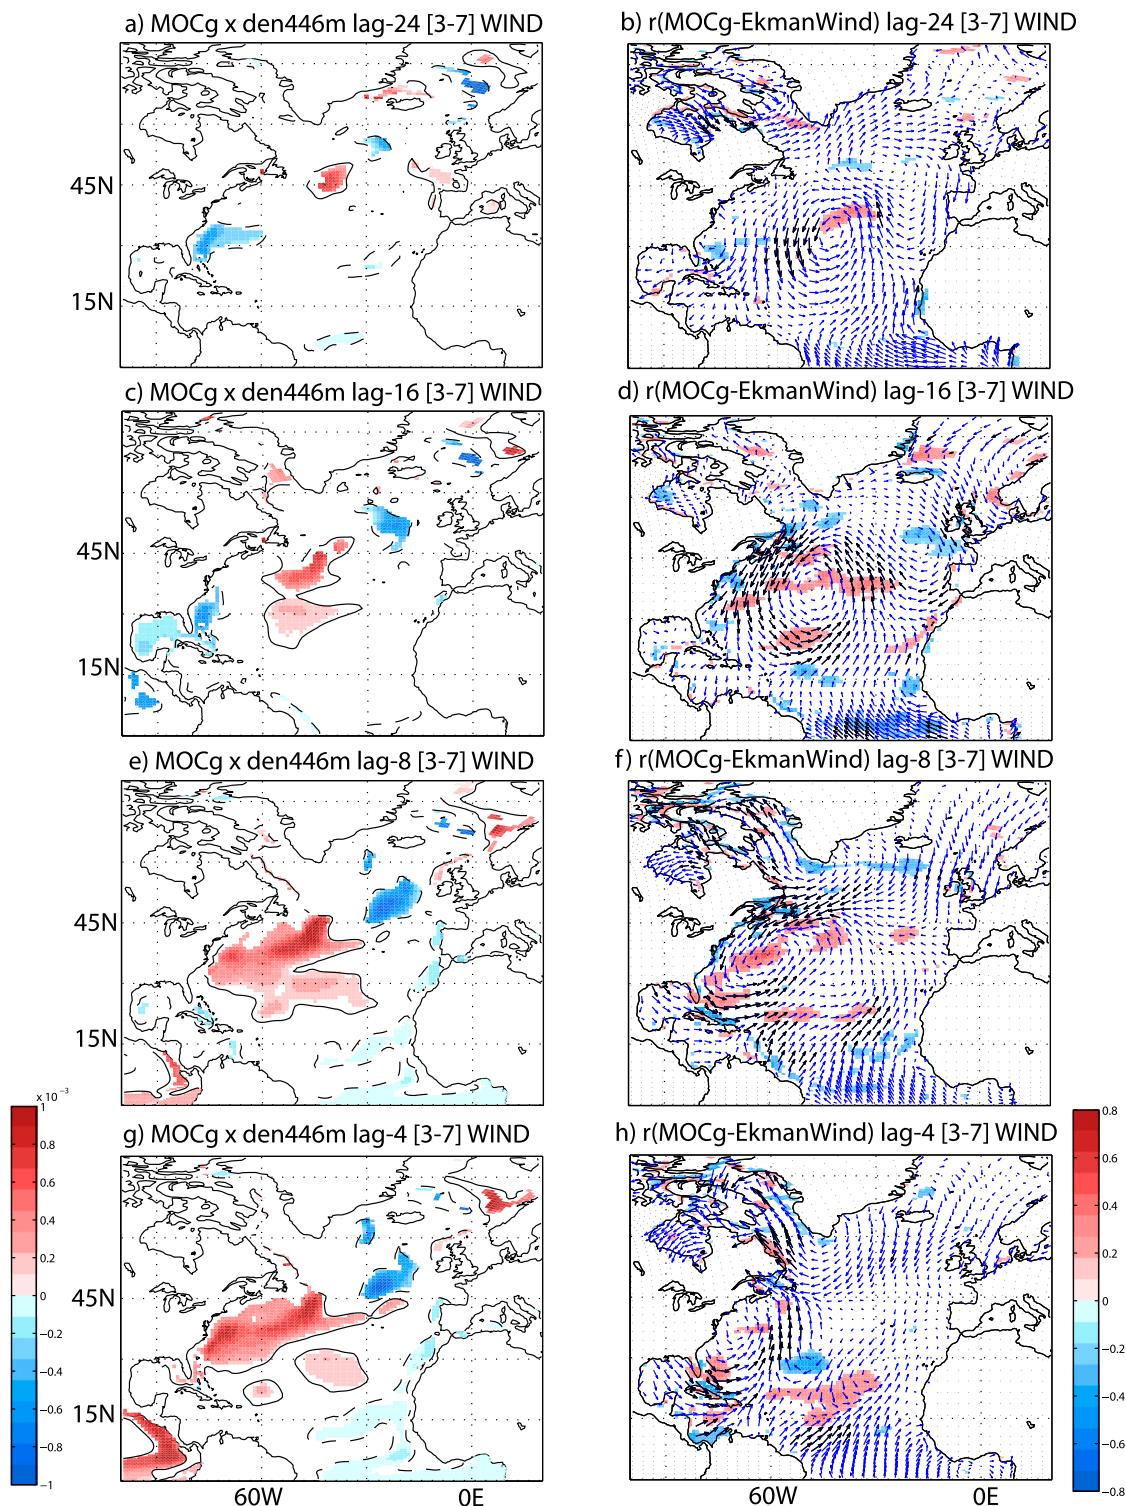 a) MOCg x den446m lag-24 [3-7] WIND
b) r(MOCg-EkmanWind) lag-24 [3-7] WIND
45N
15N
c) MOCg x den446m lag-16 [3-7] WIND
d) r(MOCg-EkmanWind) lag-16 [3-7] WIND
45N
15N
e) MOCg x den446m lag-8 [3-7] WIND
f) r(MOCg-EkmanWind) lag-8 [3-7] WIND
45N
15N
g) MOCg x den446m lag-4 [3-7] WIND
h) r(MOCg-EkmanWind) lag-4 [3-7] WIND
45N
15N
60W
0E
60W
0E
x 10⁻³
1
0.8
0.6
0.4
0.2
0
−0.2
−0.4
−0.6
−0.8
−1
0.8
0.6
0.4
0.2
0
−0.2
−0.4
−0.6
−0.8